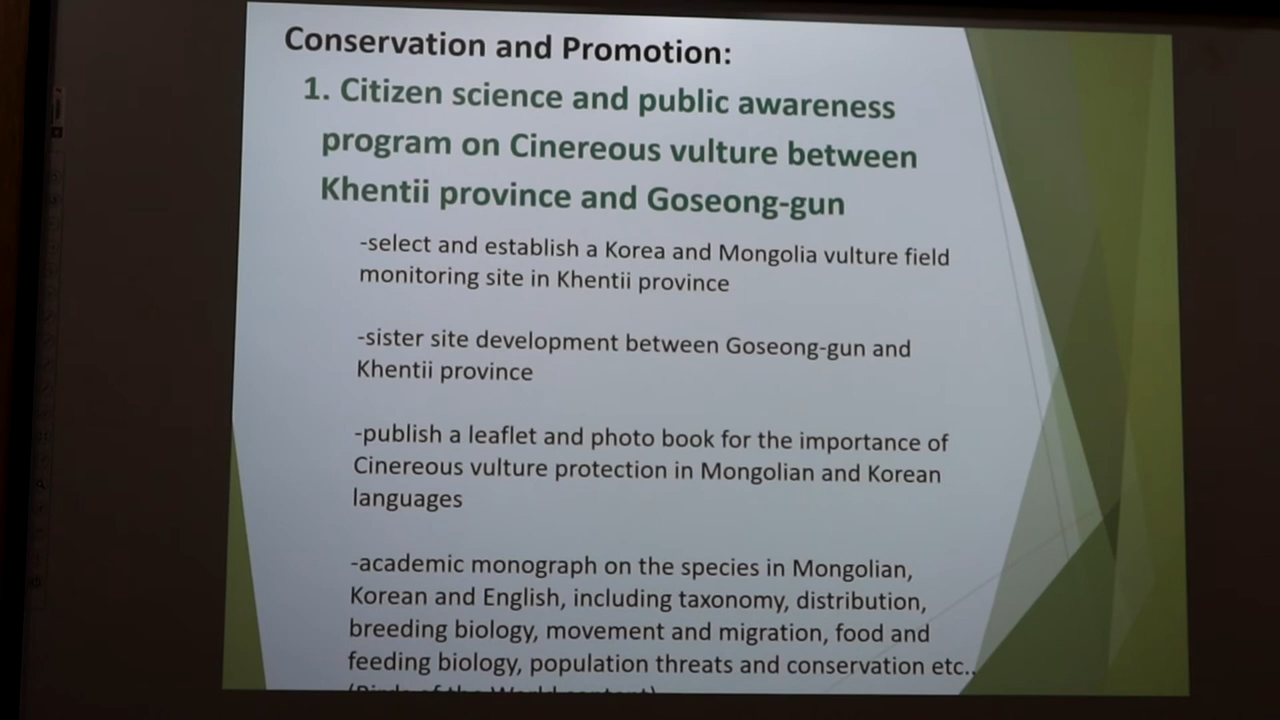 Conservation and Promotion:
1. Citizen science and public awareness
program on Cinereous vulture between
Khentii province and Goseong-gun
-select and establish a Korea and Mongolia vulture field
monitoring site in Khentii province
-sister site development between Goseong-gun and
Khentii province
-publish a leaflet and photo book for the importance of
Cinereous vulture protection in Mongolian and Korean
languages
-academic monograph on the species in Mongolian,
Korean and English, including taxonomy, distribution,
breeding biology, movement and migration, food and
feeding biology, population threats and conservation etc..